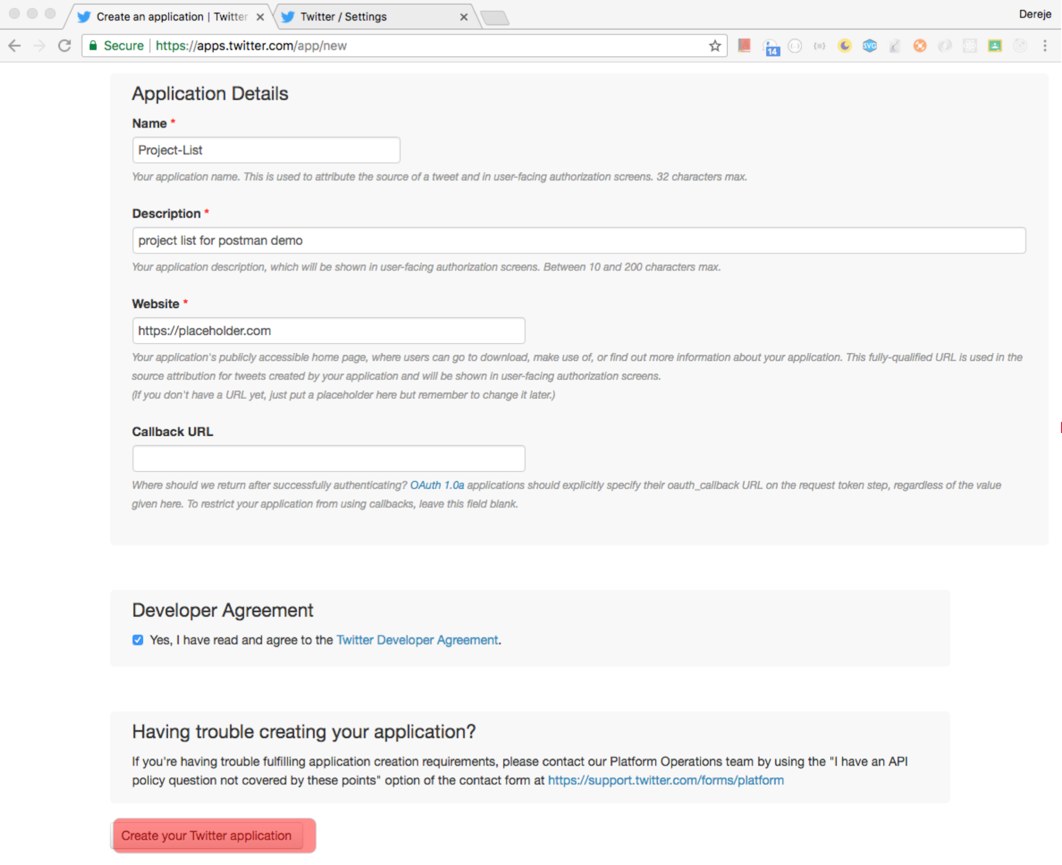 Create an application | Twitter
Twitter / Settings
Dereje
Secure
https://apps.twitter.com/app/new
14
SVG
Application Details
Name *
Project-List
Your application name. This is used to attribute the source of a tweet and in user-facing authorization screens. 32 characters max.
Description *
project list for postman demo
Your application description, which will be shown in user-facing authorization screens. Between 10 and 200 characters max.
Website *
https://placeholder.com
Your application's publicly accessible home page, where users can go to download, make use of, or find out more information about your application. This fully-qualified URL is used in the
source attribution for tweets created by your application and will be shown in user-facing authorization screens.
(If you don't have a URL yet, just put a placeholder here but remember to change it later.)
Callback URL
Where should we return after successfully authenticating? OAuth 1.0a applications should explicitly specify their oauth_callback URL on the request token step, regardless of the value
given here. To restrict your application from using callbacks, leave this field blank.
Developer Agreement
Yes, I have read and agree to the Twitter Developer Agreement.
Having trouble creating your application?
If you're having trouble fulfilling application creation requirements, please contact our Platform Operations team by using the "I have an API
policy question not covered by these points" option of the contact form at https://support.twitter.com/forms/platform
Create your Twitter application